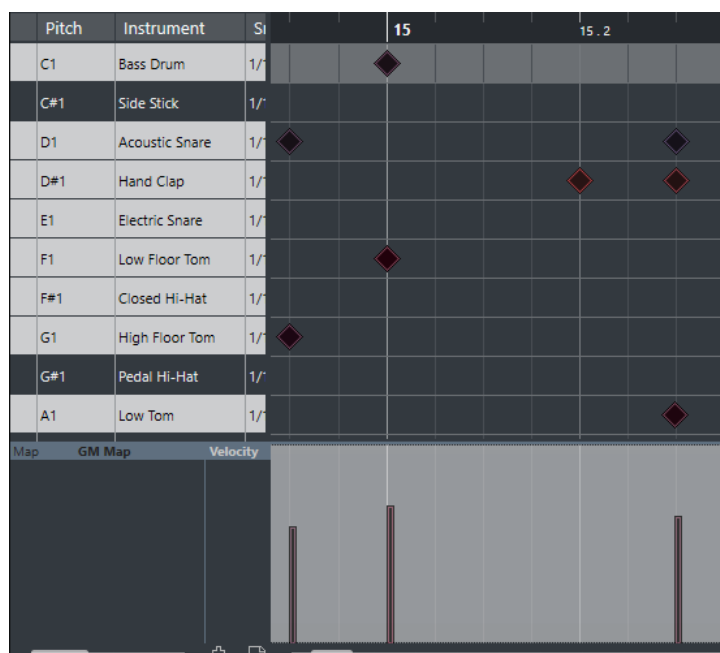 Pitch Instrument 15 15.2
C1 Bass Drum
C#1 Side Stick
D1 Acoustic Snare
D#1 Hand Clap
E1 Electric Snare
F1 Low Floor Tom
F#1 Closed Hi-Hat
G1 High Floor Tom
G#1 Pedal Hi-Hat
A1 Low Tom
Map GM Map Velocity